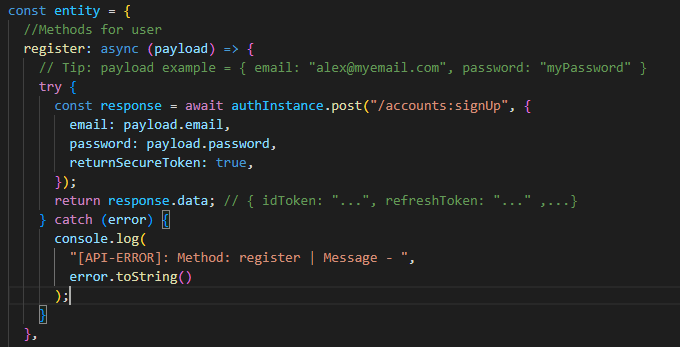 const entity = {
  //Methods for user
  register: async (payload) => {
    // Tip: payload example = { email: "alex@myemail.com", password: "myPassword" }
    try {
      const response = await authInstance.post("/accounts:signUp", {
        email: payload.email,
        password: payload.password,
        returnSecureToken: true,
      });
      return response.data; // { idToken: "...", refreshToken: "..." ,...}
    } catch (error) {
      console.log(
        "[API-ERROR]: Method: register | Message - ",
        error.toString()
      );
    }
  },